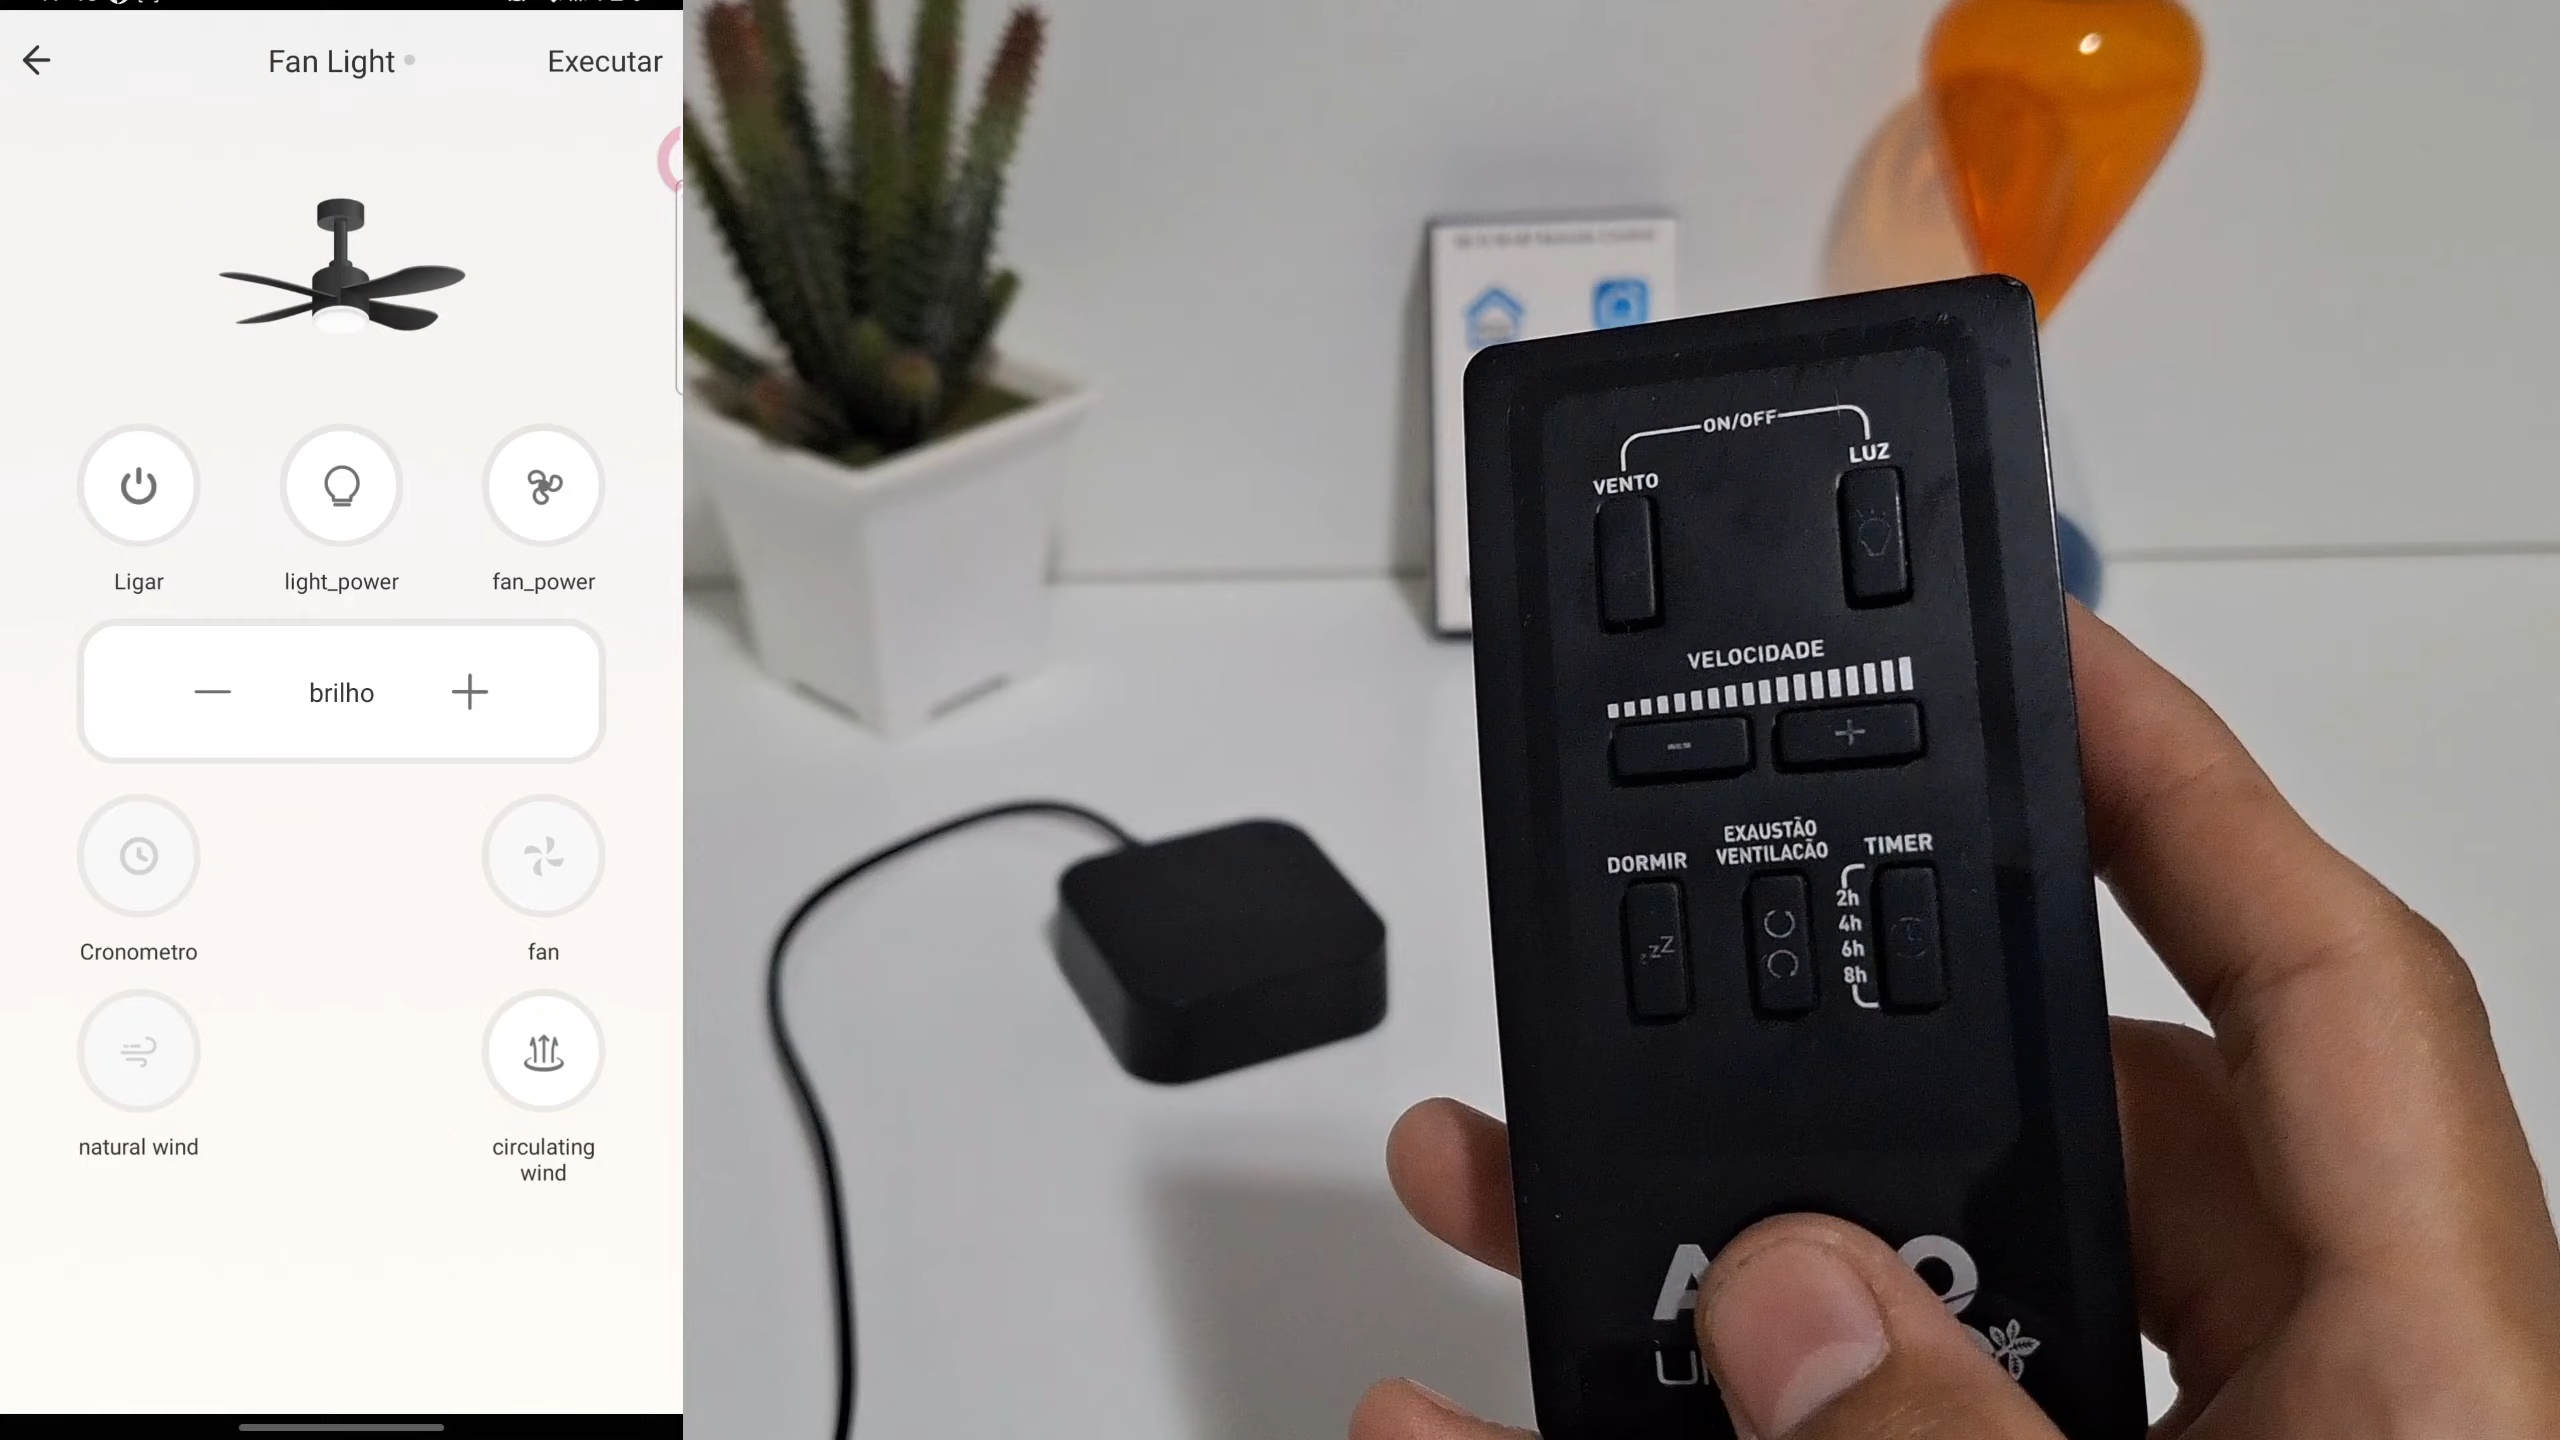 Fan Light
Executar
Ligar
light_power
fan_power
brilho
Cronometro
fan
natural wind
circulating
wind
ON/OFF
VENTO
LUZ
VELOCIDADE
DORMIR
EXAUSTÃO
VENTILAÇÃO
TIMER
2h
4h
6h
8h
zzZ